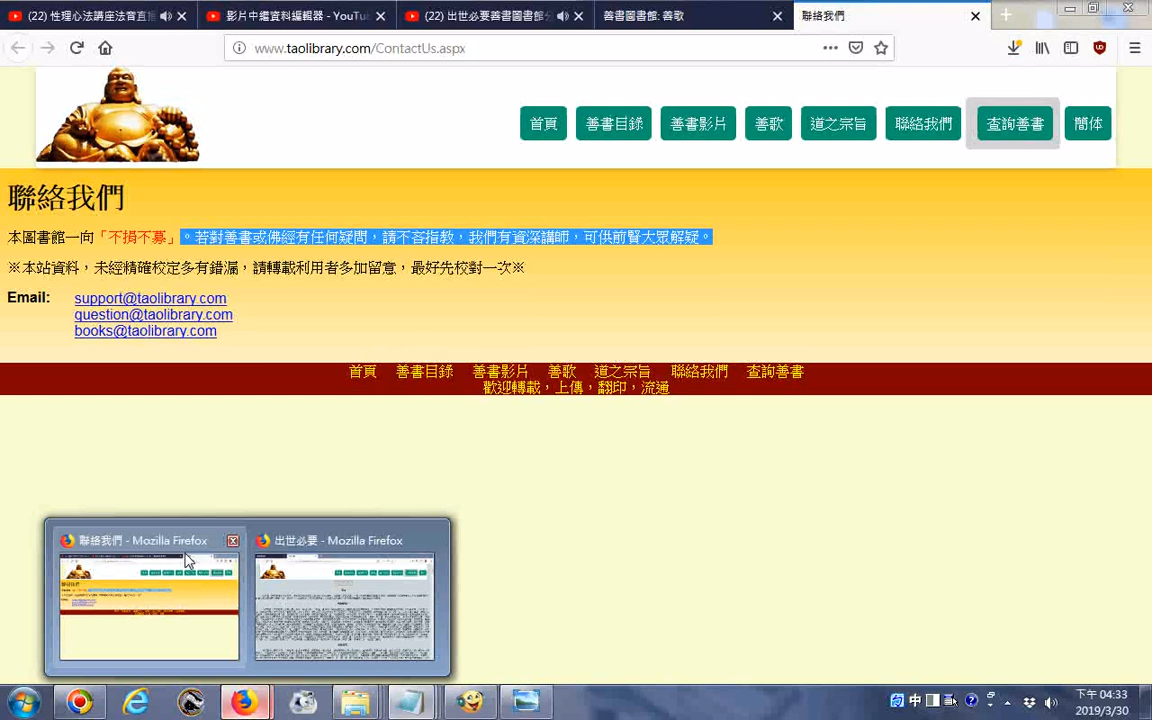 (22) 性理心法講座法音直播
影片中繼資料編輯器 - YouTu
(22) 出世必要善書圖書館
善書圖書館: 善歌
聯絡我們
www.taolibrary.com/ContactUs.aspx
首頁 善書目錄 善書影片 善歌 道之宗旨 聯絡我們 查詢善書 簡体
聯絡我們
本圖書館一向「不捐不募」。若對善書或佛經有任何疑問，請不吝指教，我們有資深講師，可供前賢大眾解疑。
※本站資料，未經精確校定多有錯漏，請轉載利用者多加留意，最好先校對一次※
Email: support@taolibrary.com
question@taolibrary.com
books@taolibrary.com
首頁 善書目錄 善書影片 善歌 道之宗旨 聯絡我們 查詢善書
歡迎轉載，上傳，翻印，流通
聯絡我們 - Mozilla Firefox
出世必要 - Mozilla Firefox
中
下午 04:33
2019/3/30